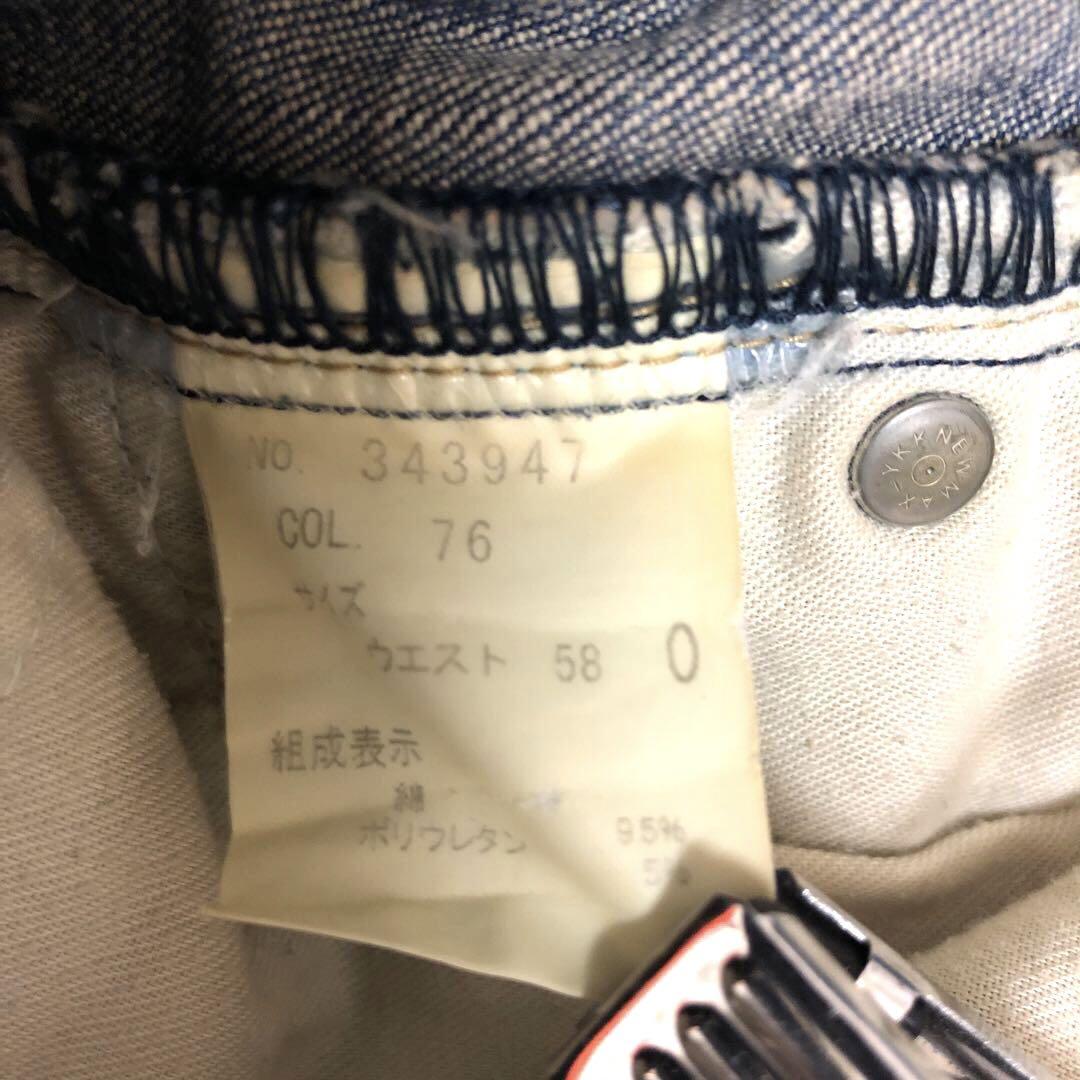 NO. 343947
COL. 76
サイズ
ウエスト 58 0
組成表示
綿 95%
ポリウレタン 5%
YKK NEWMAX